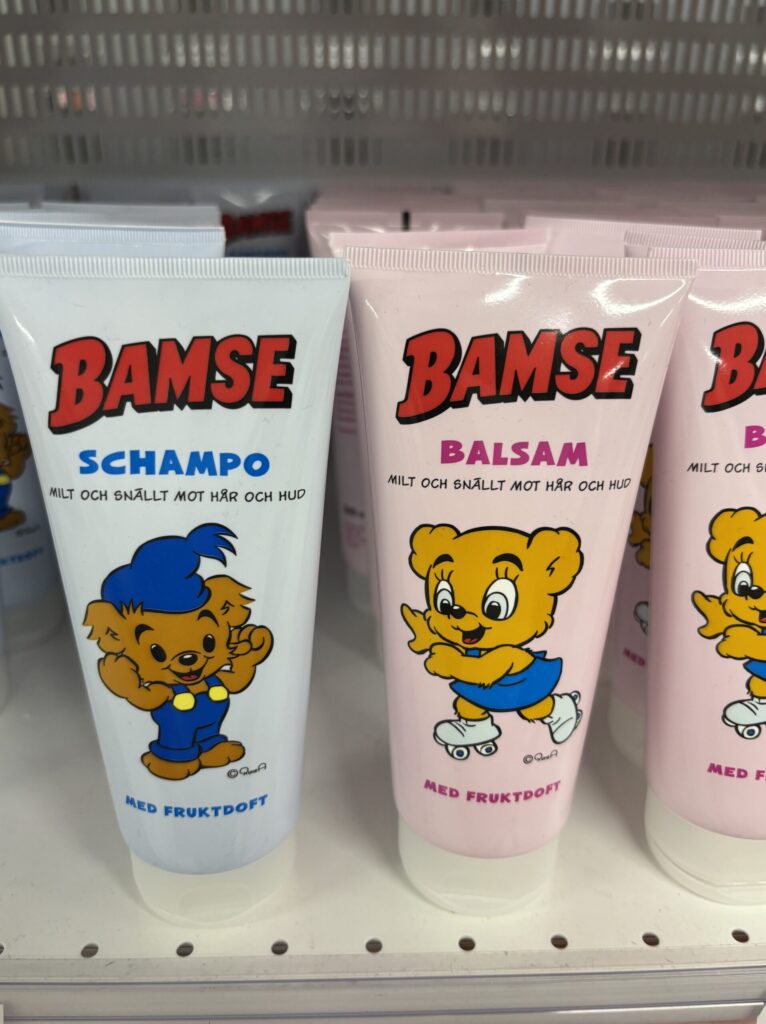 BAMSE
SCHAMPO
MILT OCH SNÄLLT MOT HÅR OCH HUD
MED FRUKTDOFT
BAMSE
BALSAM
MILT OCH SNÄLLT MOT HÅR OCH HUD
MED FRUKTDOFT
BAMSE